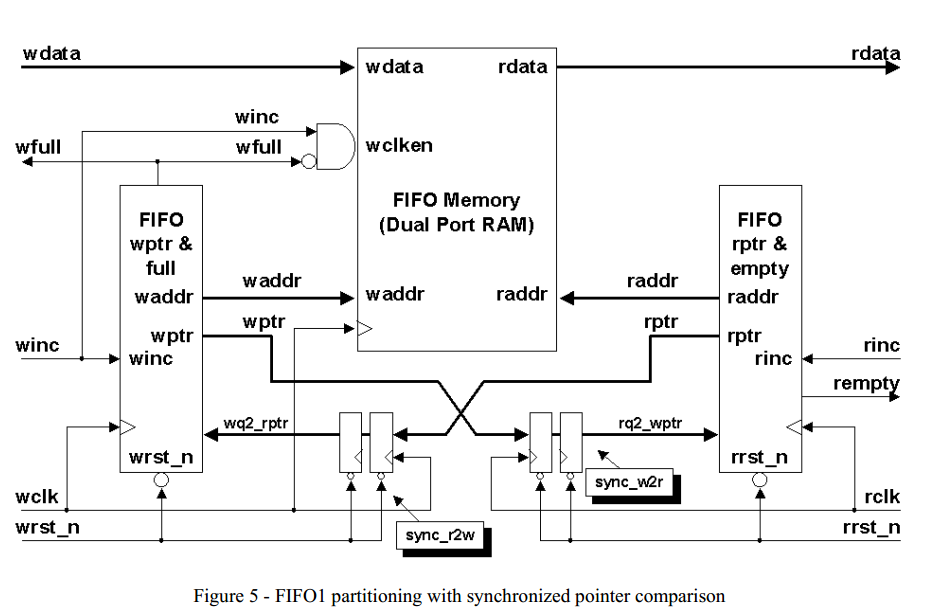 wdata
rdata
wdata
rdata
winc
wclken
wfull
wfull
FIFO Memory
(Dual Port RAM)
FIFO
wptr &
full
FIFO
rptr &
empty
waddr
waddr
waddr
raddr
raddr
raddr
wptr
wptr
rptr
rptr
winc
winc
rinc
rinc
rempty
wq2_rptr
rq2_wptr
wrst_n
rrst_n
sync_w2r
wclk
rclk
wrst_n
sync_r2w
rrst_n
Figure 5 - FIFO1 partitioning with synchronized pointer comparison